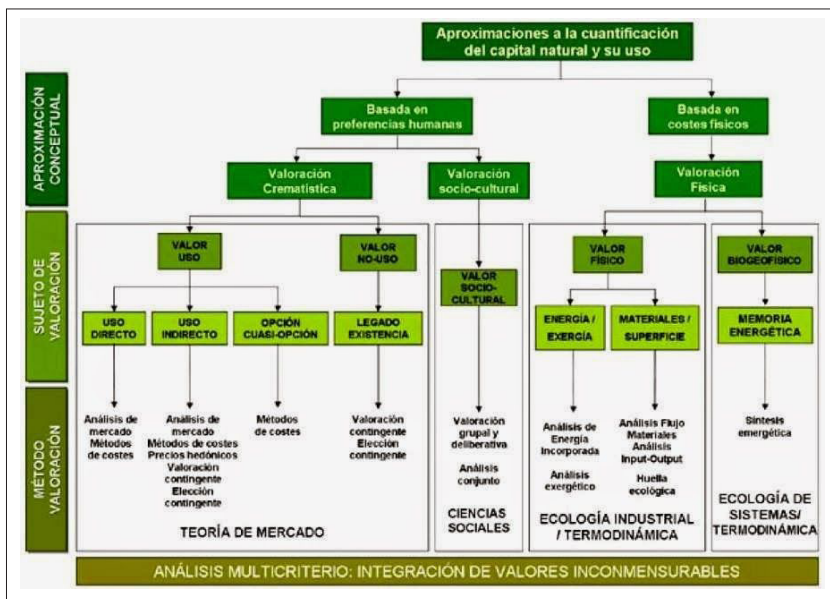 Aproximaciones a la cuantificación
del capital natural y su uso
APROXIMACIÓN
CONCEPTUAL
Basada en
preferencias humanas
Basada en
costes físicos
Valoración
Crematística
Valoración
socio-cultural
Valoración
Física
SUJETO DE
VALORACIÓN
VALOR
USO
VALOR
NO-USO
VALOR
SOCIO-
CULTURAL
VALOR
FÍSICO
VALOR
BIOGEOFÍSICO
USO
DIRECTO
USO
INDIRECTO
OPCIÓN
CUASI-OPCIÓN
LEGADO
EXISTENCIA
ENERGÍA /
EXERGÍA
MATERIALES /
SUPERFICIE
MEMORIA
ENERGÉTICA
MÉTODO
VALORACIÓN
Análisis de
mercado
Métodos
de costes
Análisis de
mercado
Métodos de costes
Precios hedónicos
Valoración
contingente
Elección
contingente
Métodos
de costes
Valoración
contingente
Elección
contingente
Valoración
grupal y
deliberativa
Análisis
conjunto
Análisis de
Energía
Incorporada
Análisis
exergético
Análisis Flujo
Materiales
Análisis
Input-Output
Huella
ecológica
Síntesis
emergética
TEORÍA DE MERCADO
CIENCIAS
SOCIALES
ECOLOGÍA INDUSTRIAL
/ TERMODINÁMICA
ECOLOGÍA DE
SISTEMAS/
TERMODINÁMICA
ANÁLISIS MULTICRITERIO: INTEGRACIÓN DE VALORES INCONMENSURABLES